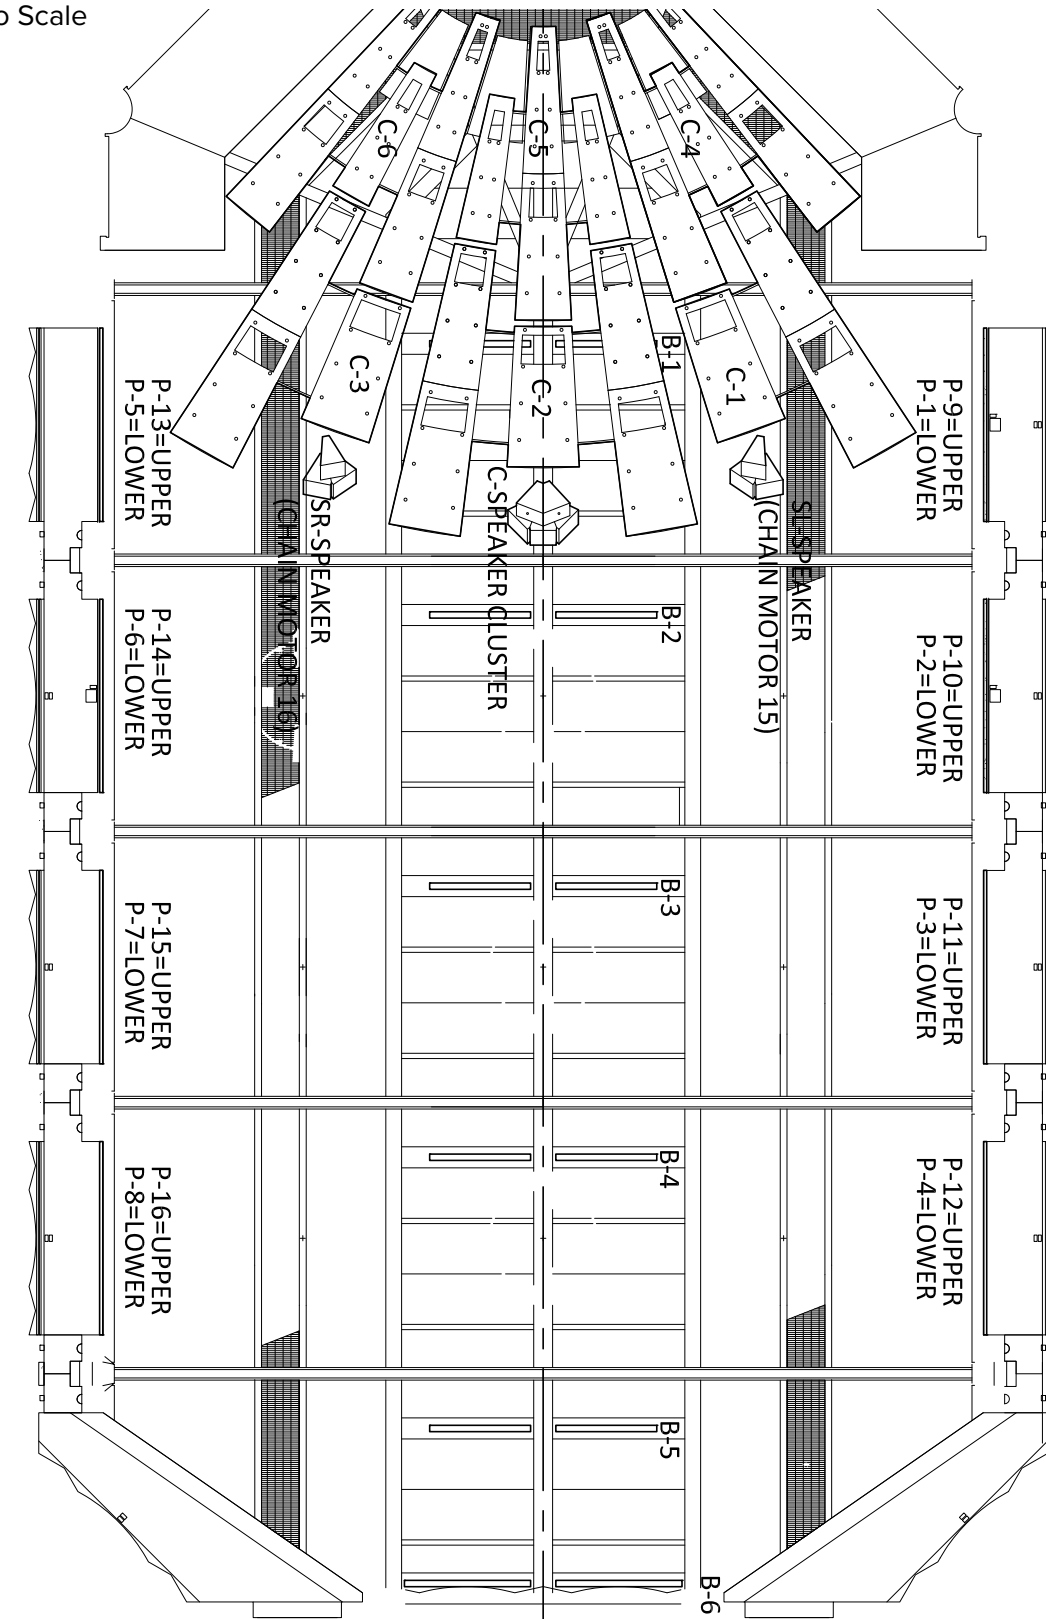 o Scale
C-6
C-5
C-4
C-3
C-2
C-1
B-1
P-13=UPPER
P-5=LOWER
P-9=UPPER
P-1=LOWER
SR-SPEAKER
(CHAIN MOTOR 16)
C-SPEAKER CLUSTER
SL-SPEAKER
(CHAIN MOTOR 15)
B-2
P-14=UPPER
P-6=LOWER
P-10=UPPER
P-2=LOWER
B-3
P-15=UPPER
P-7=LOWER
P-11=UPPER
P-3=LOWER
B-4
P-16=UPPER
P-8=LOWER
P-12=UPPER
P-4=LOWER
B-5
B-6